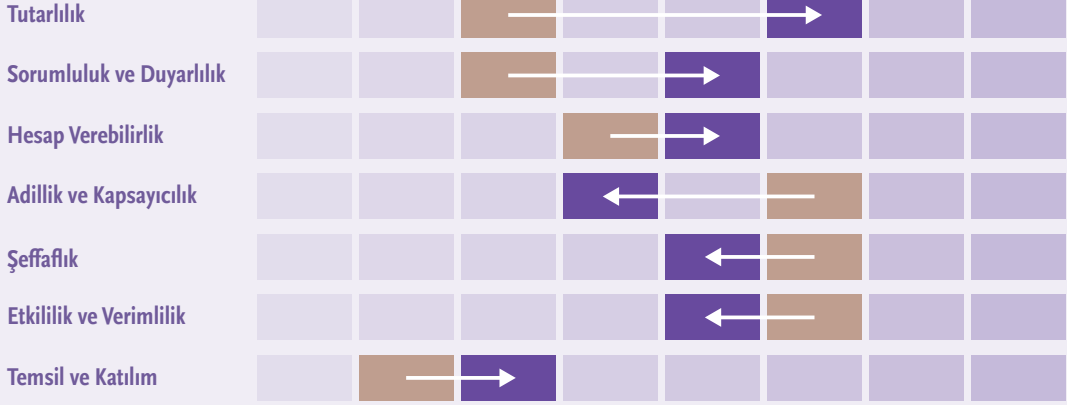 Tutarlılık
Sorumluluk ve Duyarlılık
Hesap Verebilirlik
Adillik ve Kapsayıcılık
Şeffaflık
Etkililik ve Verimlilik
Temsil ve Katılım